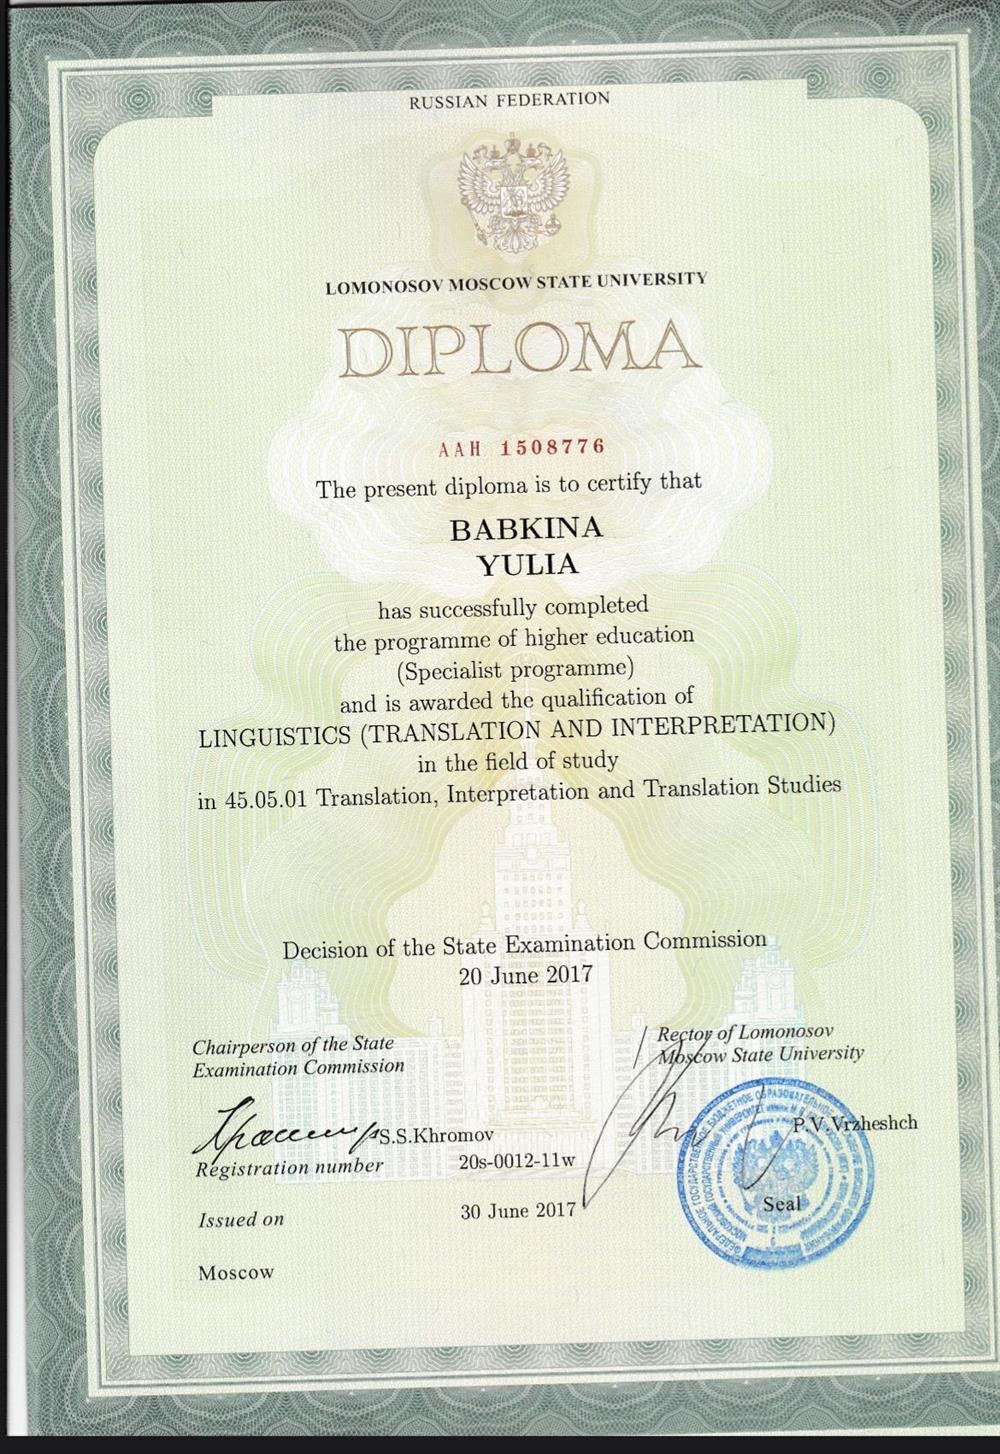 RUSSIAN FEDERATION
LOMONOSOV MOSCOW STATE UNIVERSITY
DIPLOMA
AAH 1508776
The present diploma is to certify that
BABKINA
YULIA
has successfully completed
the programme of higher education
(Specialist programme)
and is awarded the qualification of
LINGUISTICS (TRANSLATION AND INTERPRETATION)
in the field of study
in 45.05.01 Translation, Interpretation and Translation Studies
Decision of the State Examination Commission
20 June 2017
Chairperson of the State
Examination Commission
S.S.Khromov
Rector of Lomonosov
Moscow State University
P.V.Vrzheshch
Registration number 20s-0012-11w
Seal
Issued on 30 June 2017
Moscow